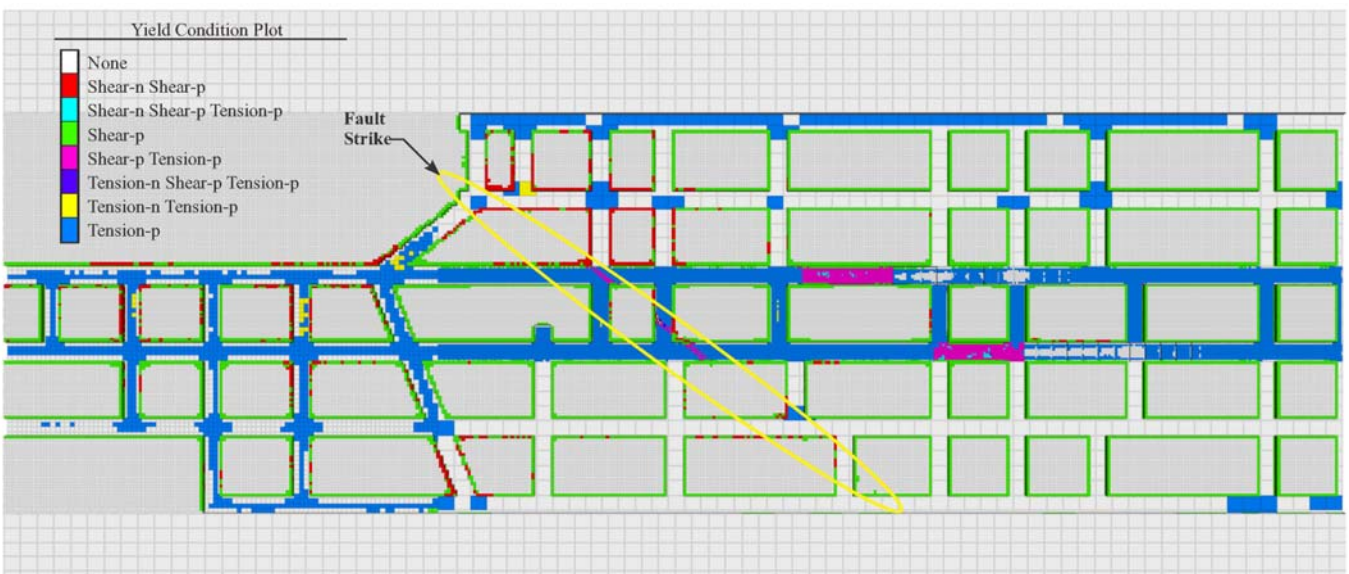 Yield Condition Plot
None
Shear-n Shear-p
Shear-n Shear-p Tension-p
Shear-p
Shear-p Tension-p
Tension-n Shear-p Tension-p
Tension-n Tension-p
Tension-p
Fault
Strike